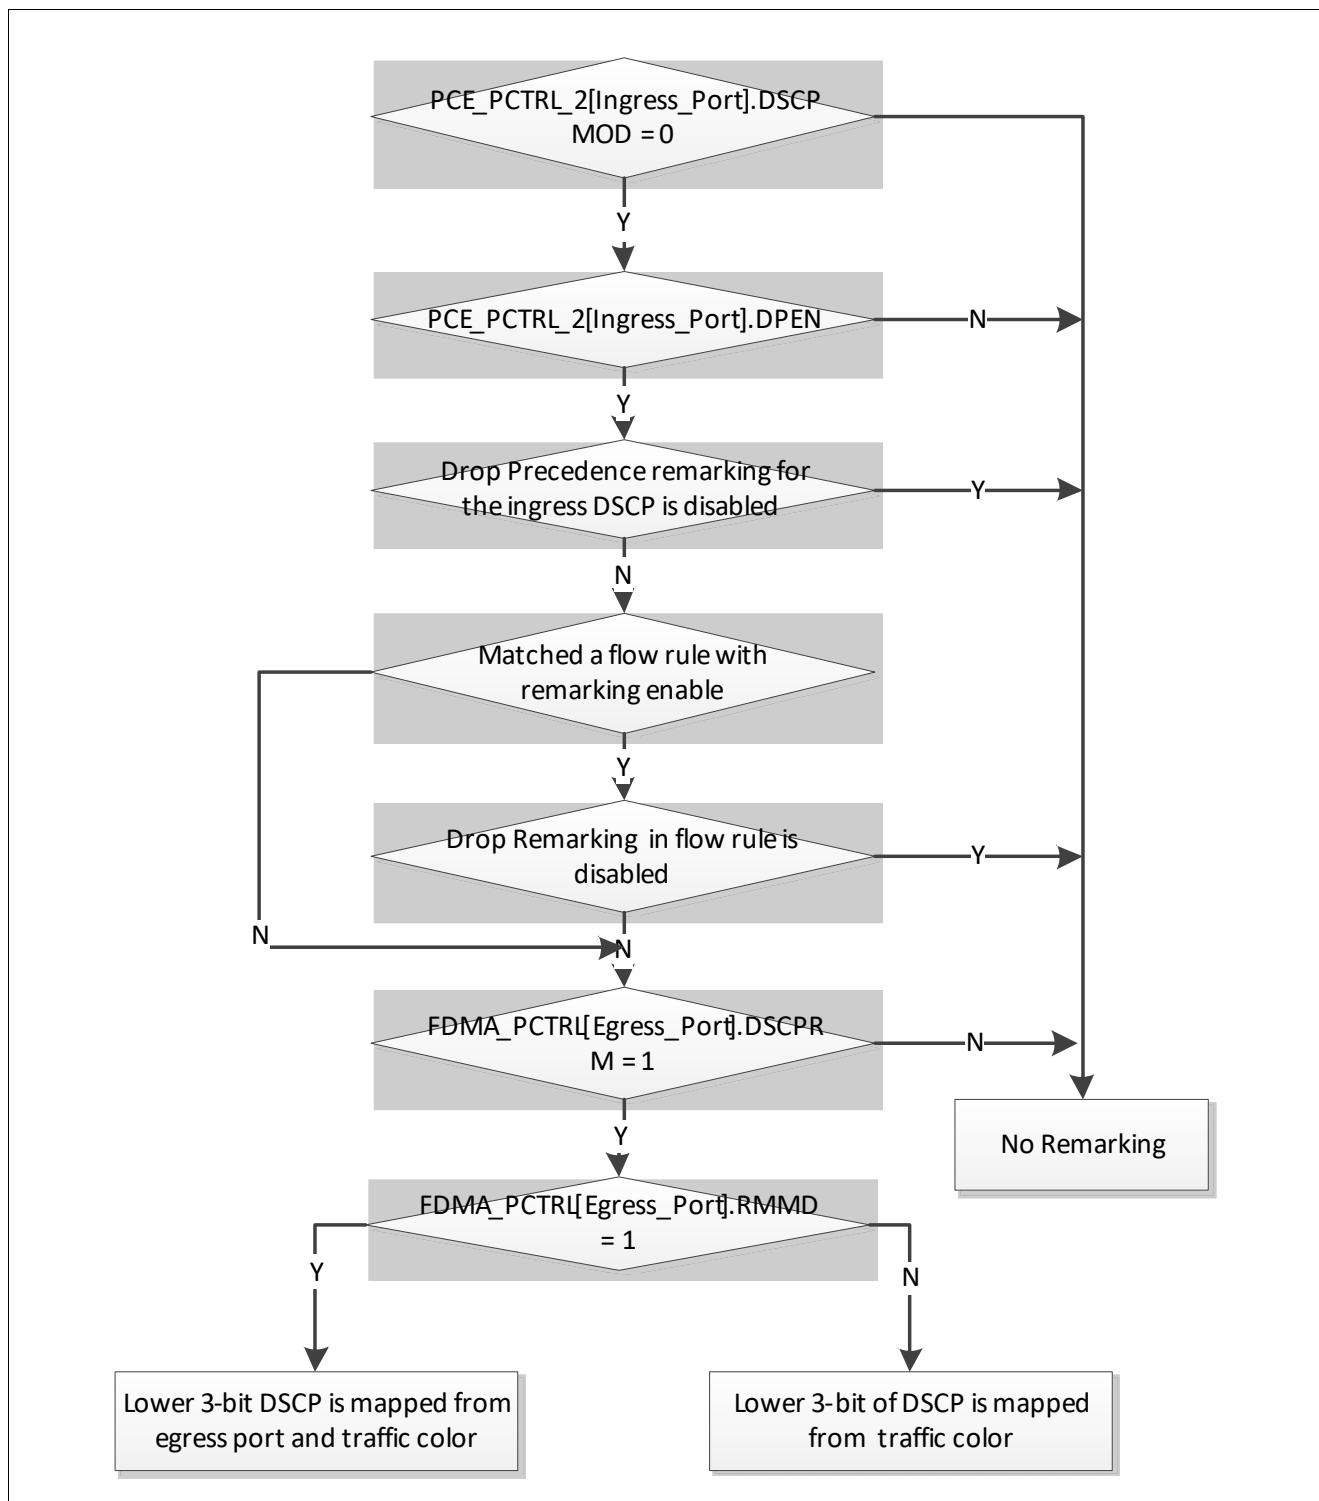 PCE_PCTRL_2[Ingress_Port].DSCP
MOD = 0
Y
PCE_PCTRL_2[Ingress_Port].DPEN
N
Y
Drop Precedence remarking for
the ingress DSCP is disabled
Y
N
Matched a flow rule with
remarking enable
Y
Drop Remarking in flow rule is
disabled
Y
N
N
FDMA_PCTRL[Egress_Port].DSCPR
M = 1
N
Y
No Remarking
FDMA_PCTRL[Egress_Port].RMMD
= 1
Y
N
Lower 3-bit DSCP is mapped from
egress port and traffic color
Lower 3-bit of DSCP is mapped
from traffic color